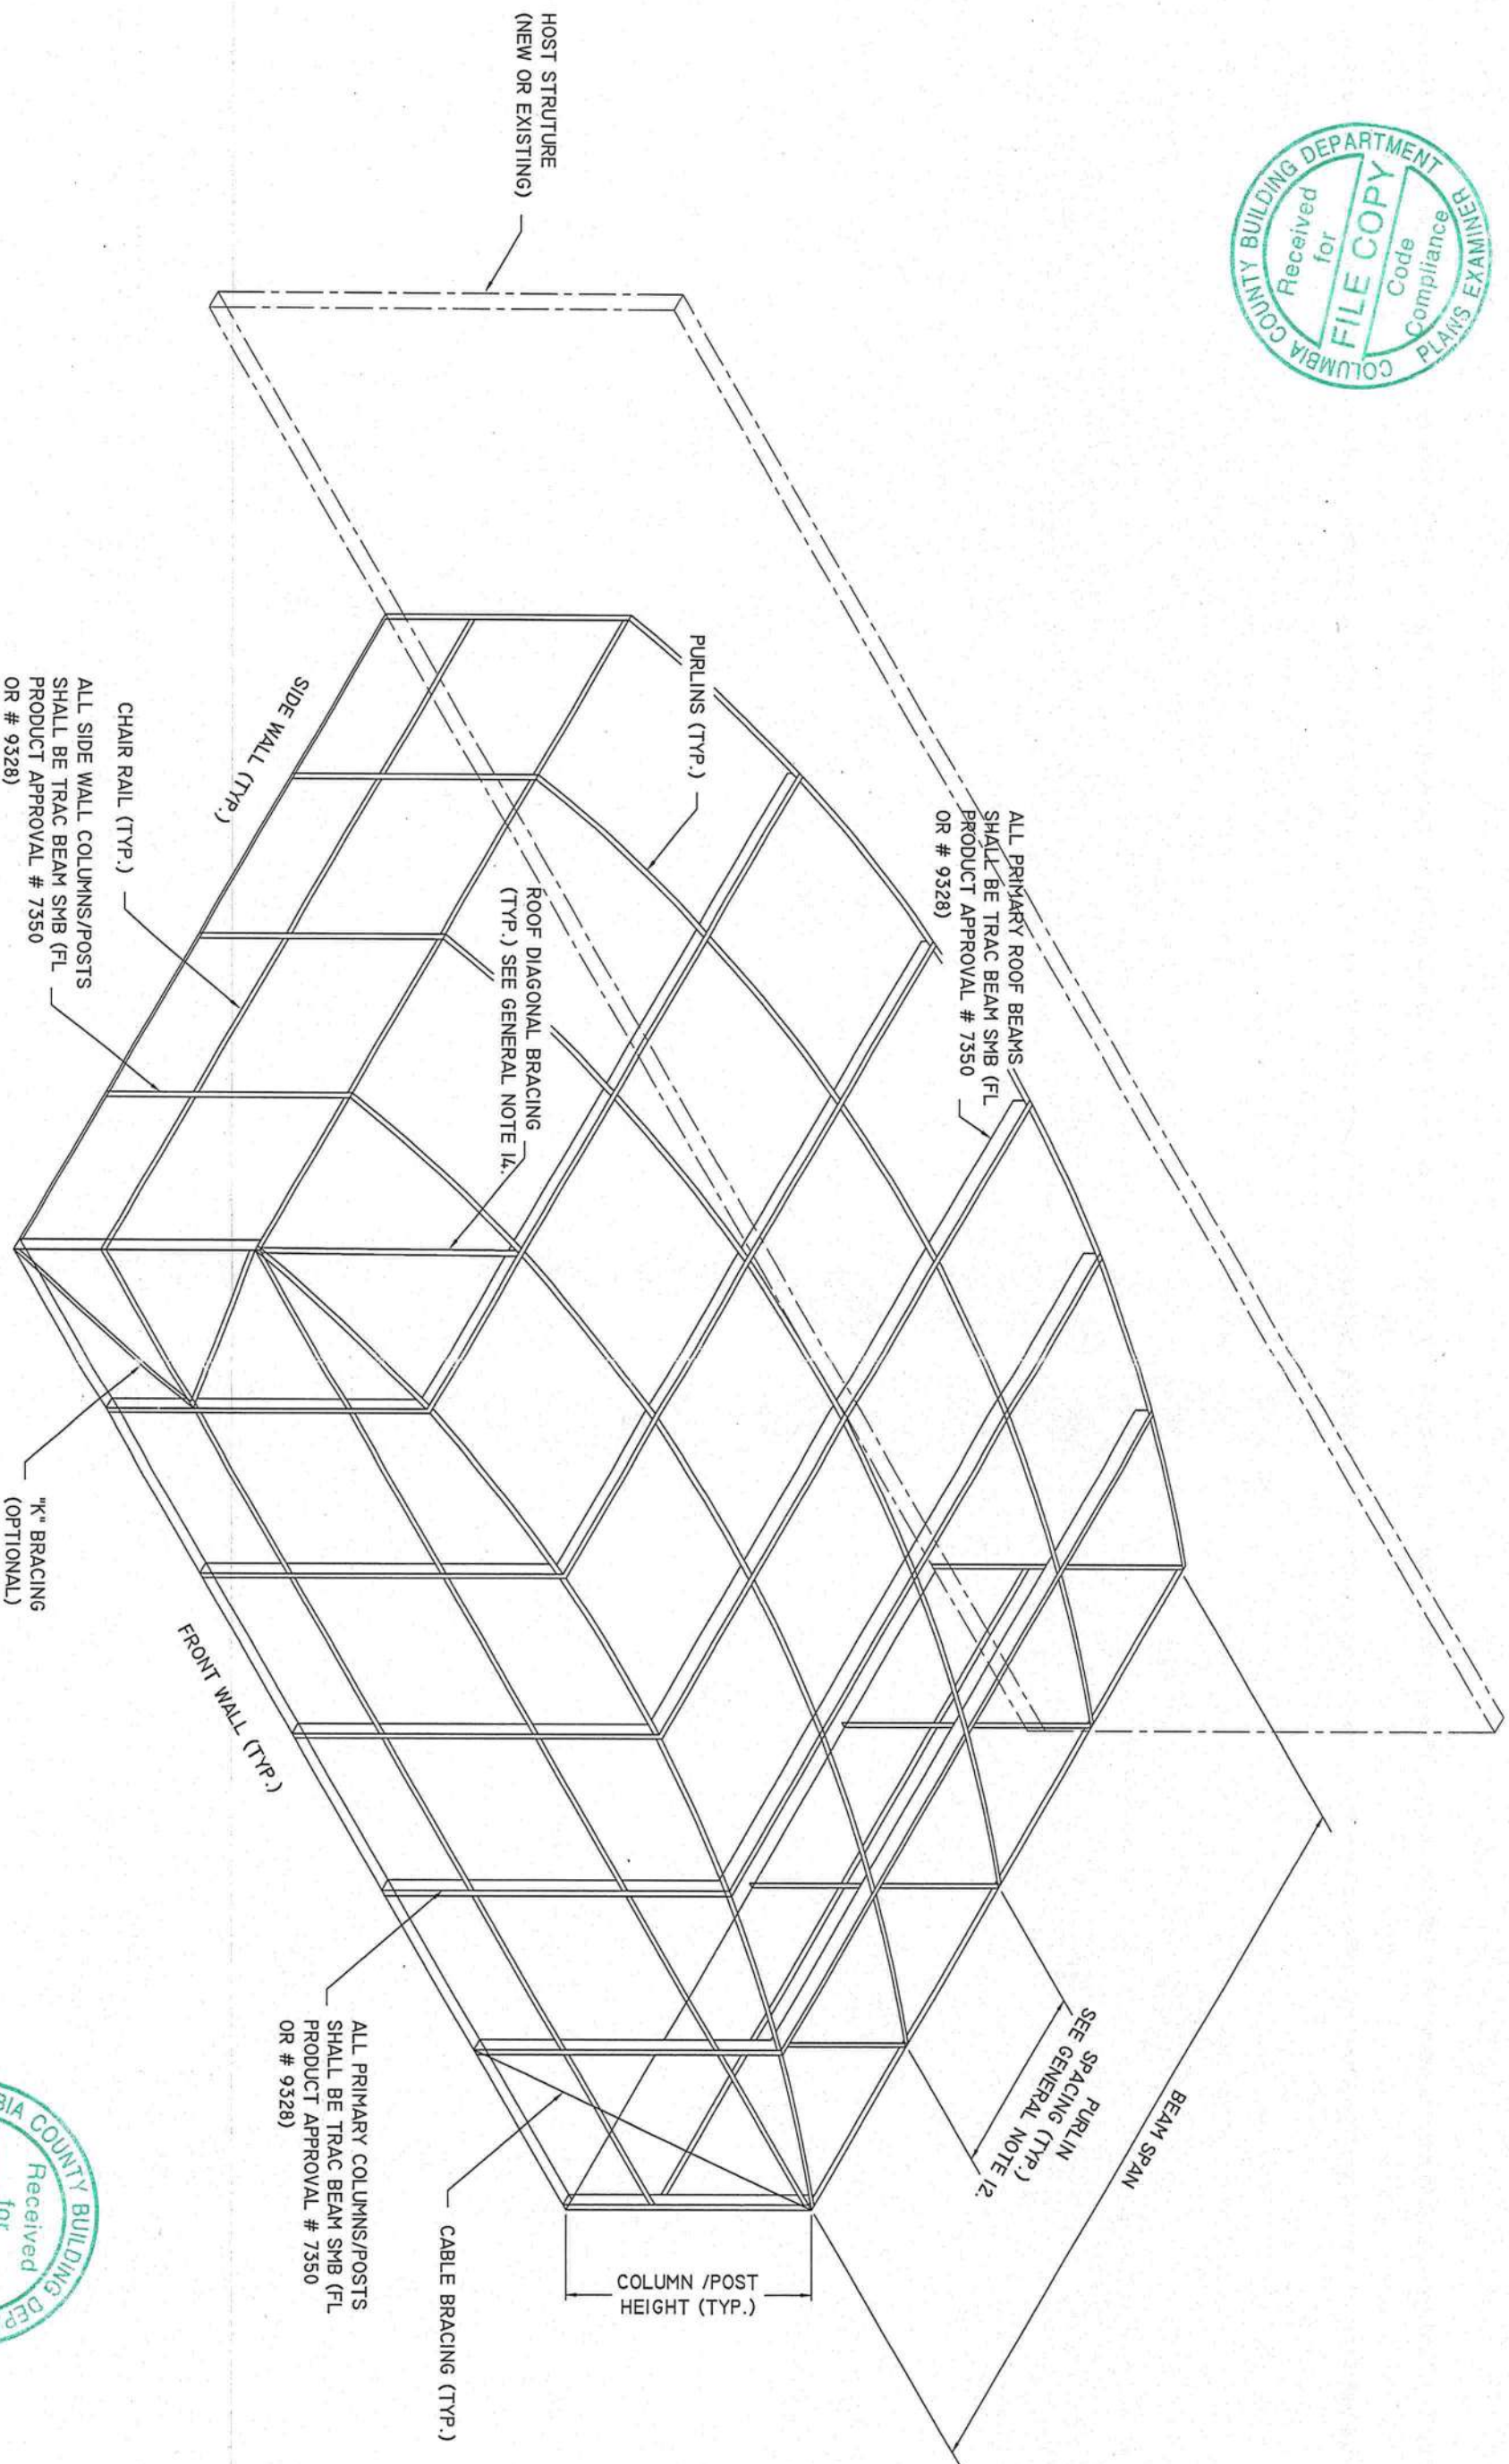 COLUMBIA COUNTY BUILDING DEPARTMENT
Received
for
FILE COPY
Code
Compliance
PLANS EXAMINER
HOST STRUTURE
(NEW OR EXISTING)
PURLINS (TYP.)
ALL PRIMARY ROOF BEAMS
SHALL BE TRAC BEAM SMB (FL
PRODUCT APPROVAL # 7350
OR # 9328)
SIDE WALL (TYP.)
ROOF DIAGONAL BRACING
(TYP.) SEE GENERAL NOTE 14.
CHAIR RAIL (TYP.)
ALL SIDE WALL COLUMNS/POSTS
SHALL BE TRAC BEAM SMB (FL
PRODUCT APPROVAL # 7350
OR # 9328)
"K" BRACING
(OPTIONAL)
FRONT WALL (TYP.)
ALL PRIMARY COLUMNS/POSTS
SHALL BE TRAC BEAM SMB (FL
PRODUCT APPROVAL # 7350
OR # 9328)
BEAM SPAN
PURLIN
SPACING (TYP.)
SEE GENERAL NOTE 12.
CABLE BRACING (TYP.)
COLUMN /POST
HEIGHT (TYP.)
BIA COUNTY BUILDING DEP
Received
for